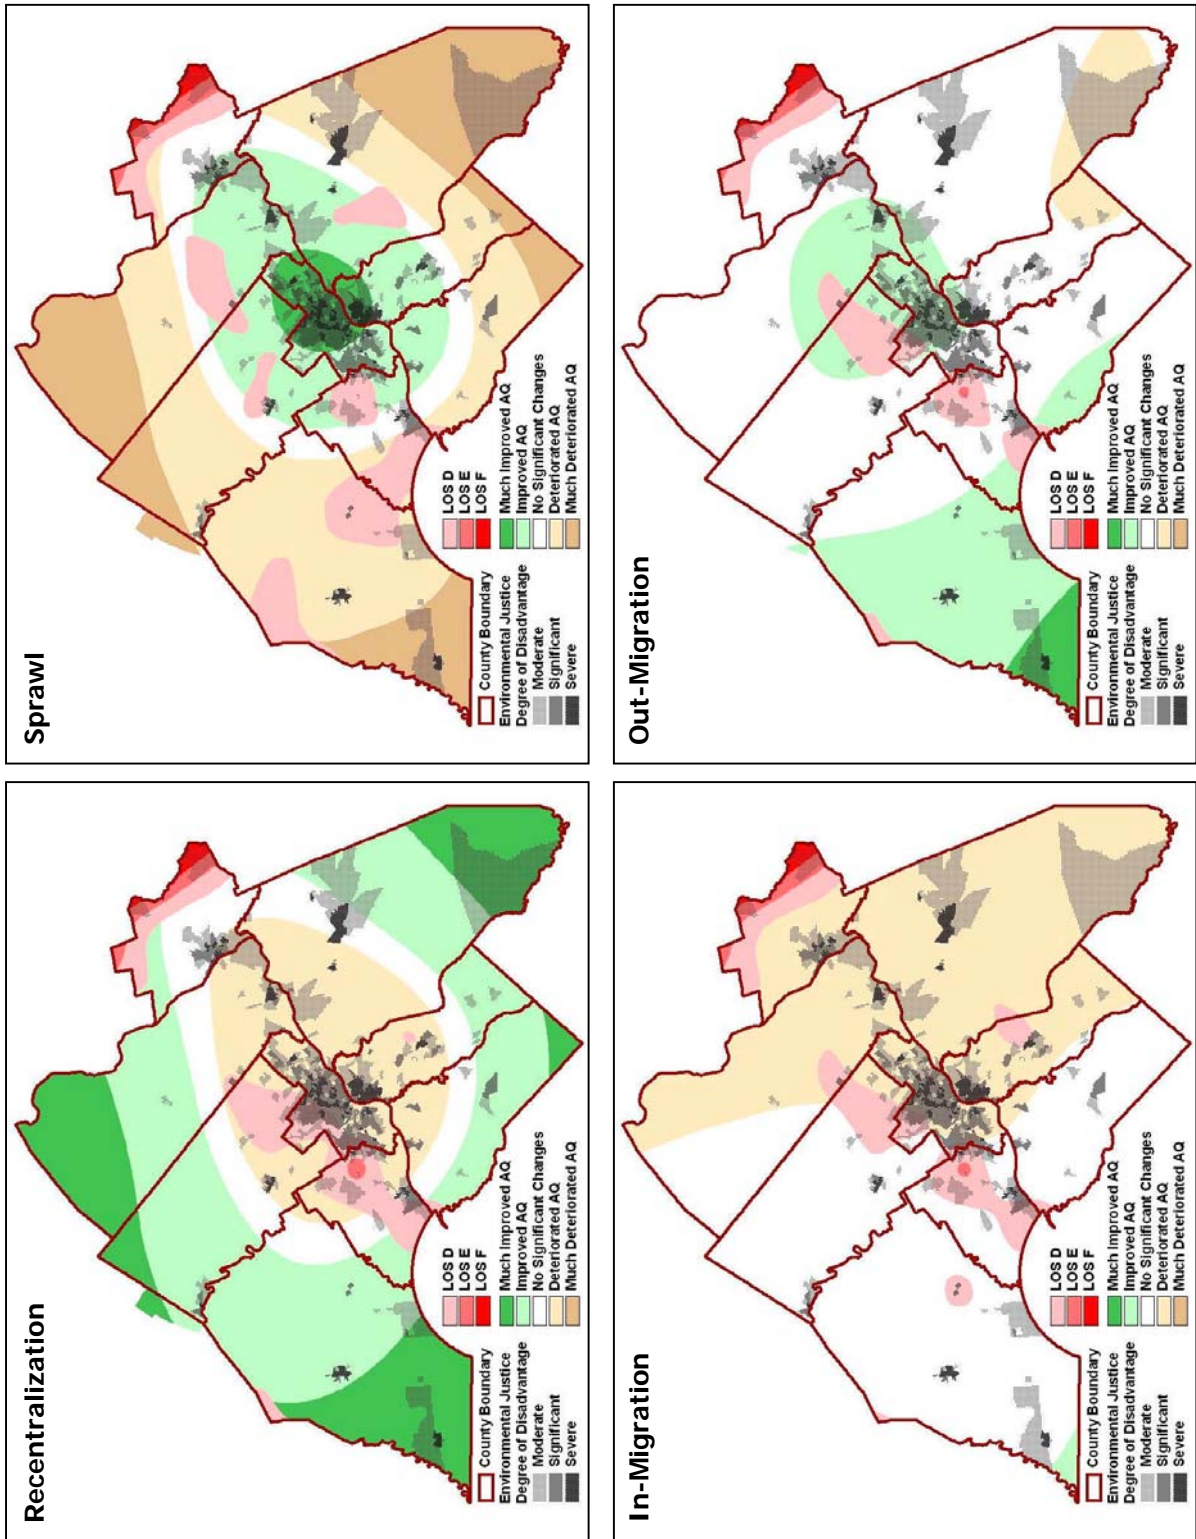 Recentralization
County Boundary
Environmental Justice
Degree of Disadvantage
Moderate
Significant
Severe
LOS D
LOS E
LOS F
Much Improved AQ
Improved AQ
No Significant Changes
Deteriorated AQ
Much Deteriorated AQ
Sprawl
County Boundary
Environmental Justice
Degree of Disadvantage
Moderate
Significant
Severe
LOS D
LOS E
LOS F
Much Improved AQ
Improved AQ
No Significant Changes
Deteriorated AQ
Much Deteriorated AQ
In-Migration
County Boundary
Environmental Justice
Degree of Disadvantage
Moderate
Significant
Severe
LOS D
LOS E
LOS F
Much Improved AQ
Improved AQ
No Significant Changes
Deteriorated AQ
Much Deteriorated AQ
Out-Migration
County Boundary
Environmental Justice
Degree of Disadvantage
Moderate
Significant
Severe
LOS D
LOS E
LOS F
Much Improved AQ
Improved AQ
No Significant Changes
Deteriorated AQ
Much Deteriorated AQ